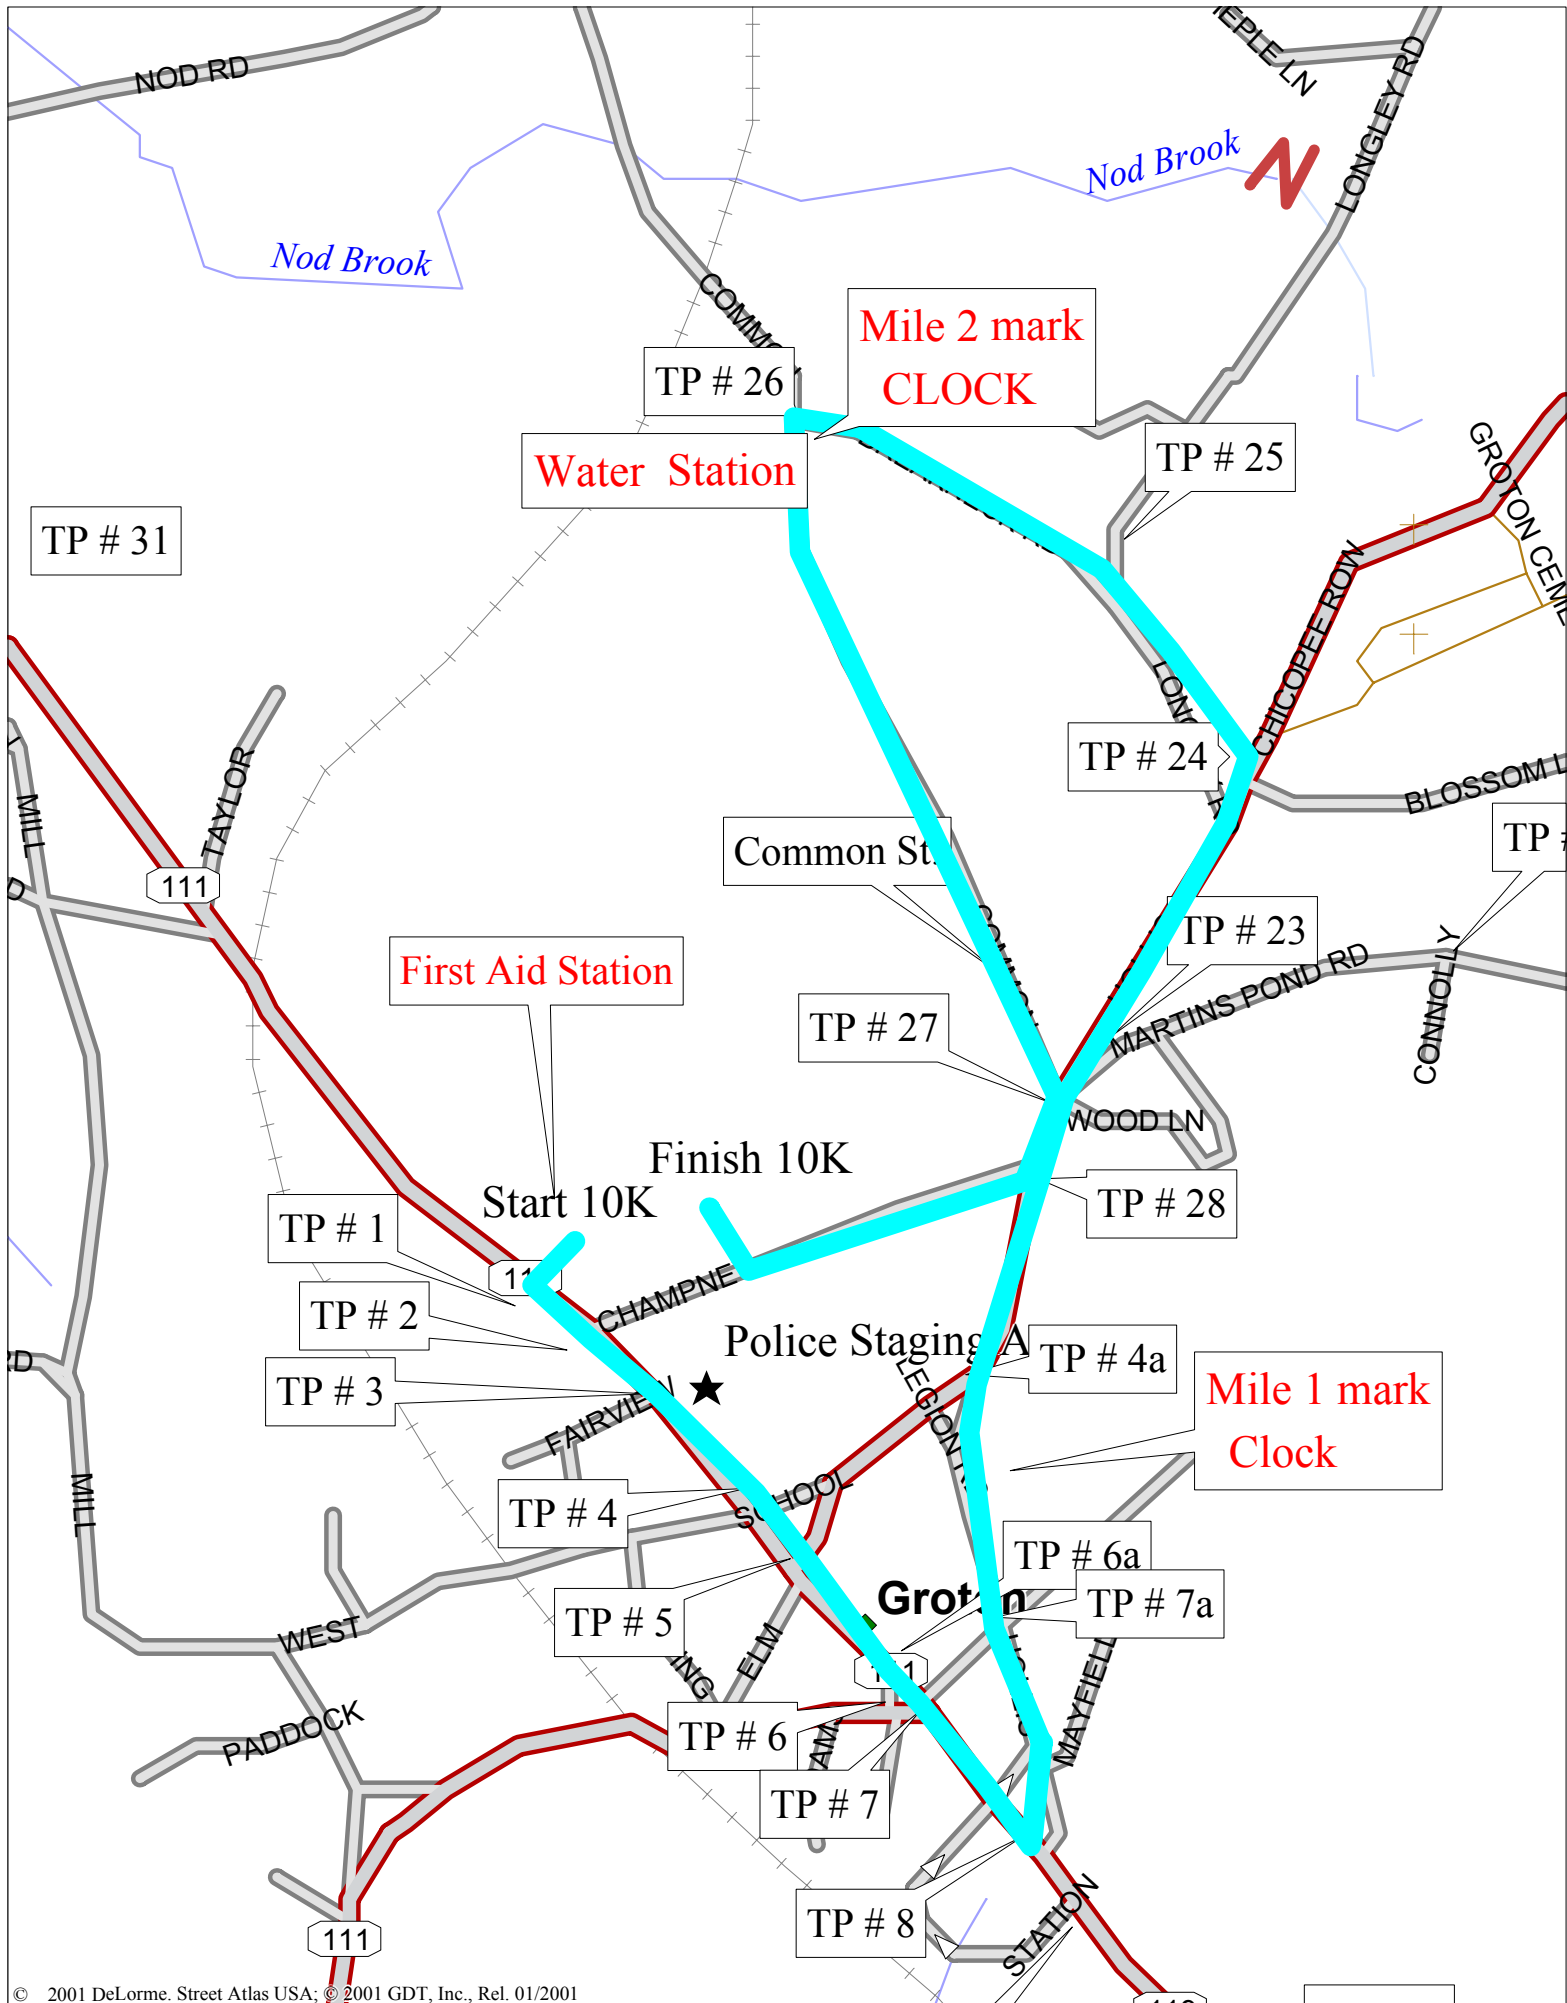 NOD RD
LONGLEY RD
Nod Brook
N
Nod Brook
Mile 2 mark
CLOCK
TP # 26
Water Station
TP # 25
TP # 31
CHICOPEE ROW
TP # 24
BLOSSOM
MILL
TAYLOR
111
Common St.
TP # 23
First Aid Station
MARTINS POND RD
CONNOLLY
TP # 27
WOOD LN
Finish 10K
Start 10K
TP # 28
TP # 1
TP # 2
CHAMPNE
Police Staging A
TP # 4a
TP # 3
FAIRVIEW
LEGION
Mile 1 mark
Clock
MILL
TP # 4
SCHOOL
TP # 6a
Groton
TP # 7a
TP # 5
WEST
ELM
MAYFIEL
PADDOCK
TP # 6
TP # 7
TP # 8
STATION
111
© 2001 DeLorme. Street Atlas USA; © 2001 GDT, Inc., Rel. 01/2001